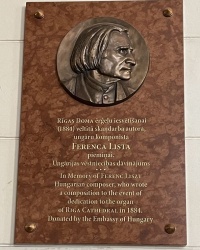 Rīgas Doma ērģeļu iesvētīšanai
(1884) veltītā skaņdarba autora,
ungāru komponista
Ferenca Lista
piemiņai.
Ungārijas vēstniecības dāvinājums
***
In Memory of Ferenc Liszt
Hungarian composer, who wrote
a composition to the event of
dedication to the organ
of Riga Cathedral in 1884.
Donated by the Embassy of Hungary